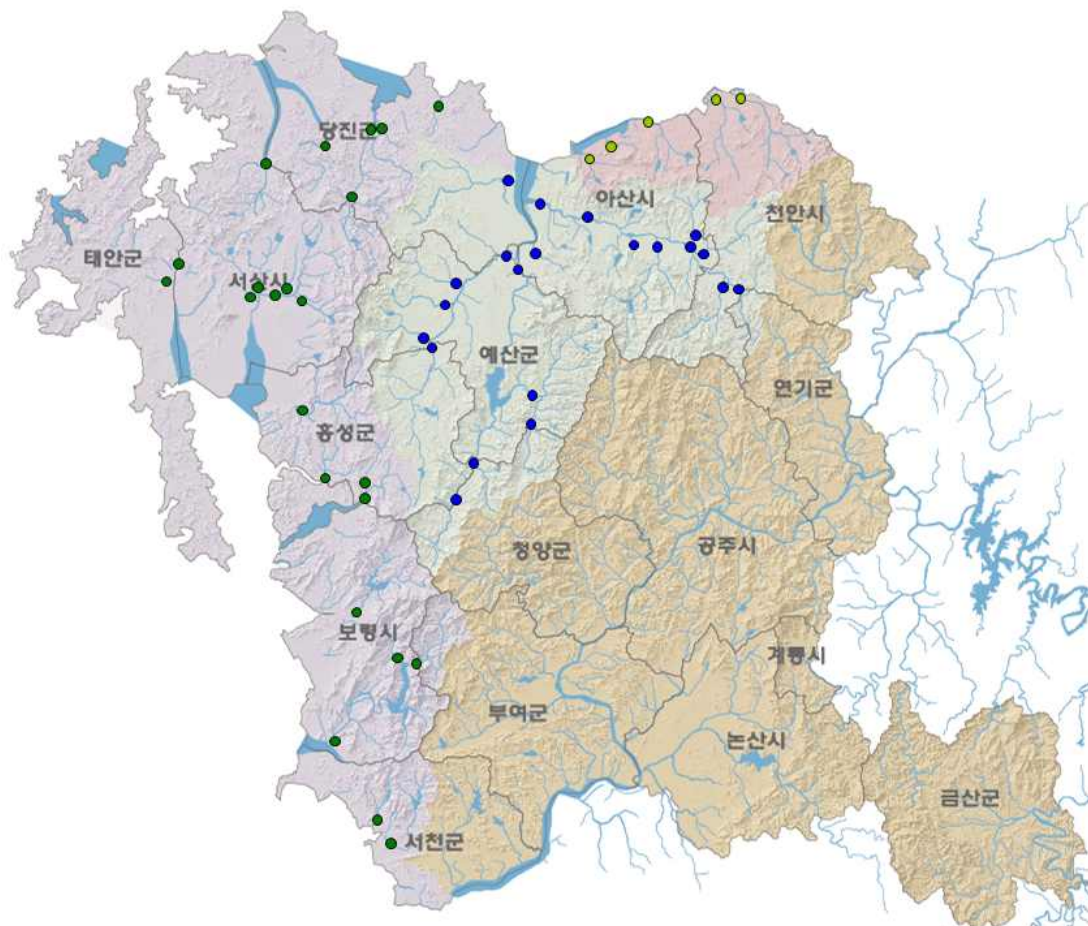 당진군
아산시
천안시
태안군
서산시
예산군
연기군
홍성군
청양군
공주시
보령시
계룡시
부여군
논산시
금산군
서천군